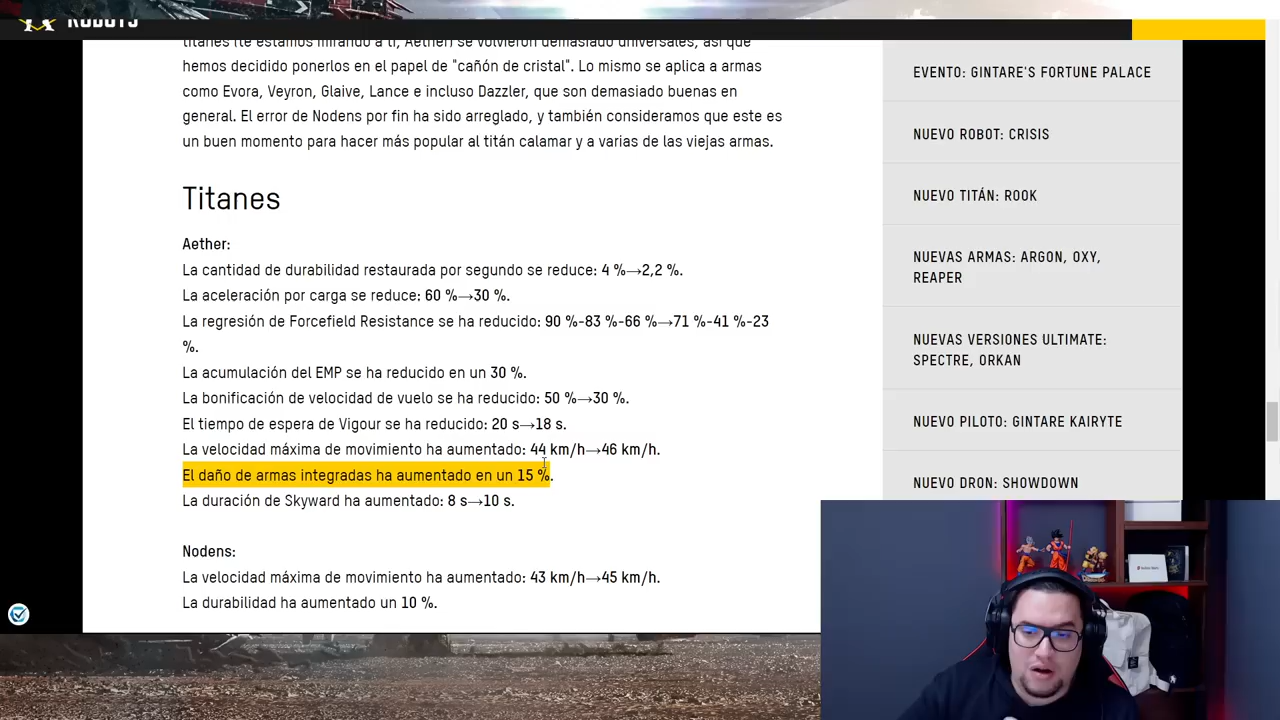 ROBOTS
titanes (te estamos mirando a ti, Aether) se volvieron demasiado universales, así que
hemos decidido ponerlos en el papel de "cañón de cristal". Lo mismo se aplica a armas
como Evora, Veyron, Glaive, Lance e incluso Dazzler, que son demasiado buenas en
general. El error de Nodens por fin ha sido arreglado, y también consideramos que este es
un buen momento para hacer más popular al titán calamar y a varias de las viejas armas.
Titanes
Aether:
La cantidad de durabilidad restaurada por segundo se reduce: 4 %→2,2 %.
La aceleración por carga se reduce: 60 %→30 %.
La regresión de Forcefield Resistance se ha reducido: 90 %-83 %-66 %→71 %-41 %-23
%.
La acumulación del EMP se ha reducido en un 30 %.
La bonificación de velocidad de vuelo se ha reducido: 50 %→30 %.
El tiempo de espera de Vigour se ha reducido: 20 s→18 s.
La velocidad máxima de movimiento ha aumentado: 44 km/h→46 km/h.
El daño de armas integradas ha aumentado en un 15 %.
La duración de Skyward ha aumentado: 8 s→10 s.
Nodens:
La velocidad máxima de movimiento ha aumentado: 43 km/h→45 km/h.
La durabilidad ha aumentado un 10 %.
EVENTO: GINTARE'S FORTUNE PALACE
NUEVO ROBOT: CRISIS
NUEVO TITÁN: ROOK
NUEVAS ARMAS: ARGON, OXY,
REAPER
NUEVAS VERSIONES ULTIMATE:
SPECTRE, ORKAN
NUEVO PILOTO: GINTARE KAIRYTE
NUEVO DRON: SHOWDOWN